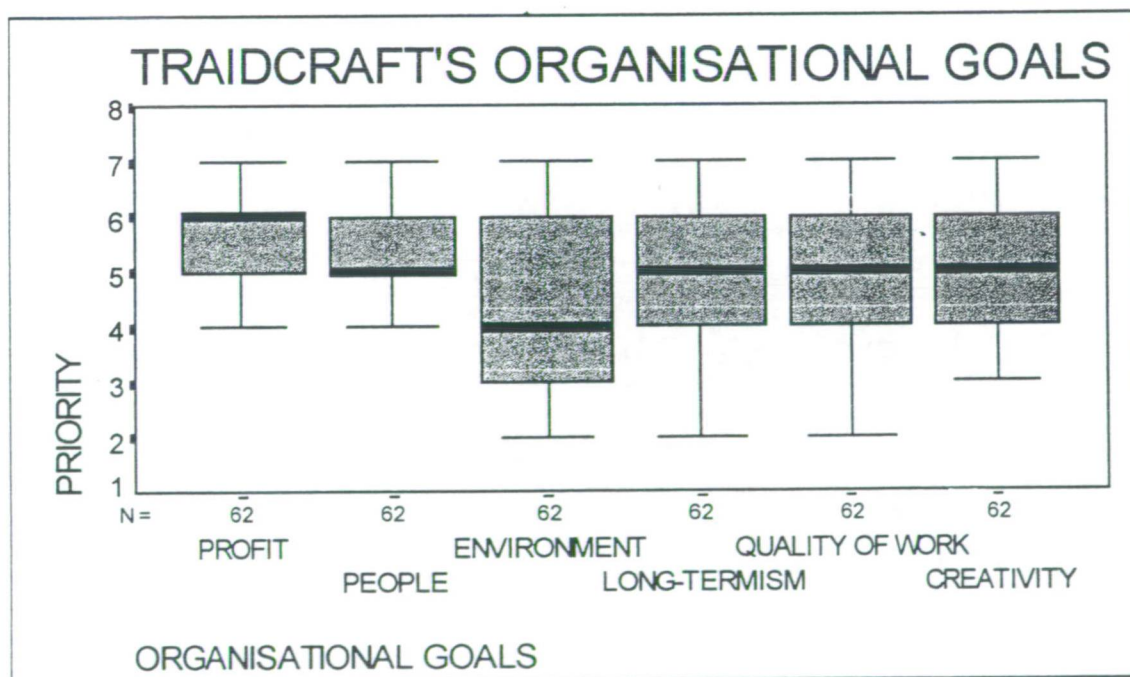 TRAIDCRAFT'S ORGANISATIONAL GOALS
8
7
6
5
4
3
2
1
PRIORITY
N = 62 62 62 62 62 62
PROFIT ENVIRONMENT QUALITY OF WORK
PEOPLE LONG-TERMISM CREATIVITY
ORGANISATIONAL GOALS